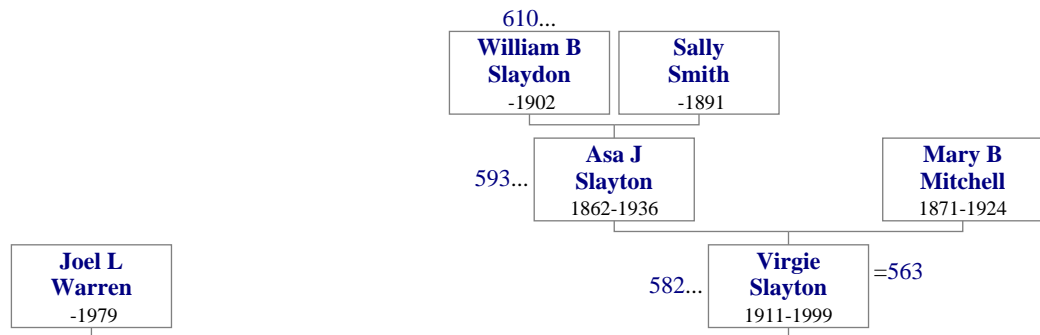 610...
William B
Slaydon
-1902
Sally
Smith
-1891
593...
Asa J
Slayton
1862-1936
Mary B
Mitchell
1871-1924
Joel L
Warren
-1979
582...
Virgie
Slayton
1911-1999
=563